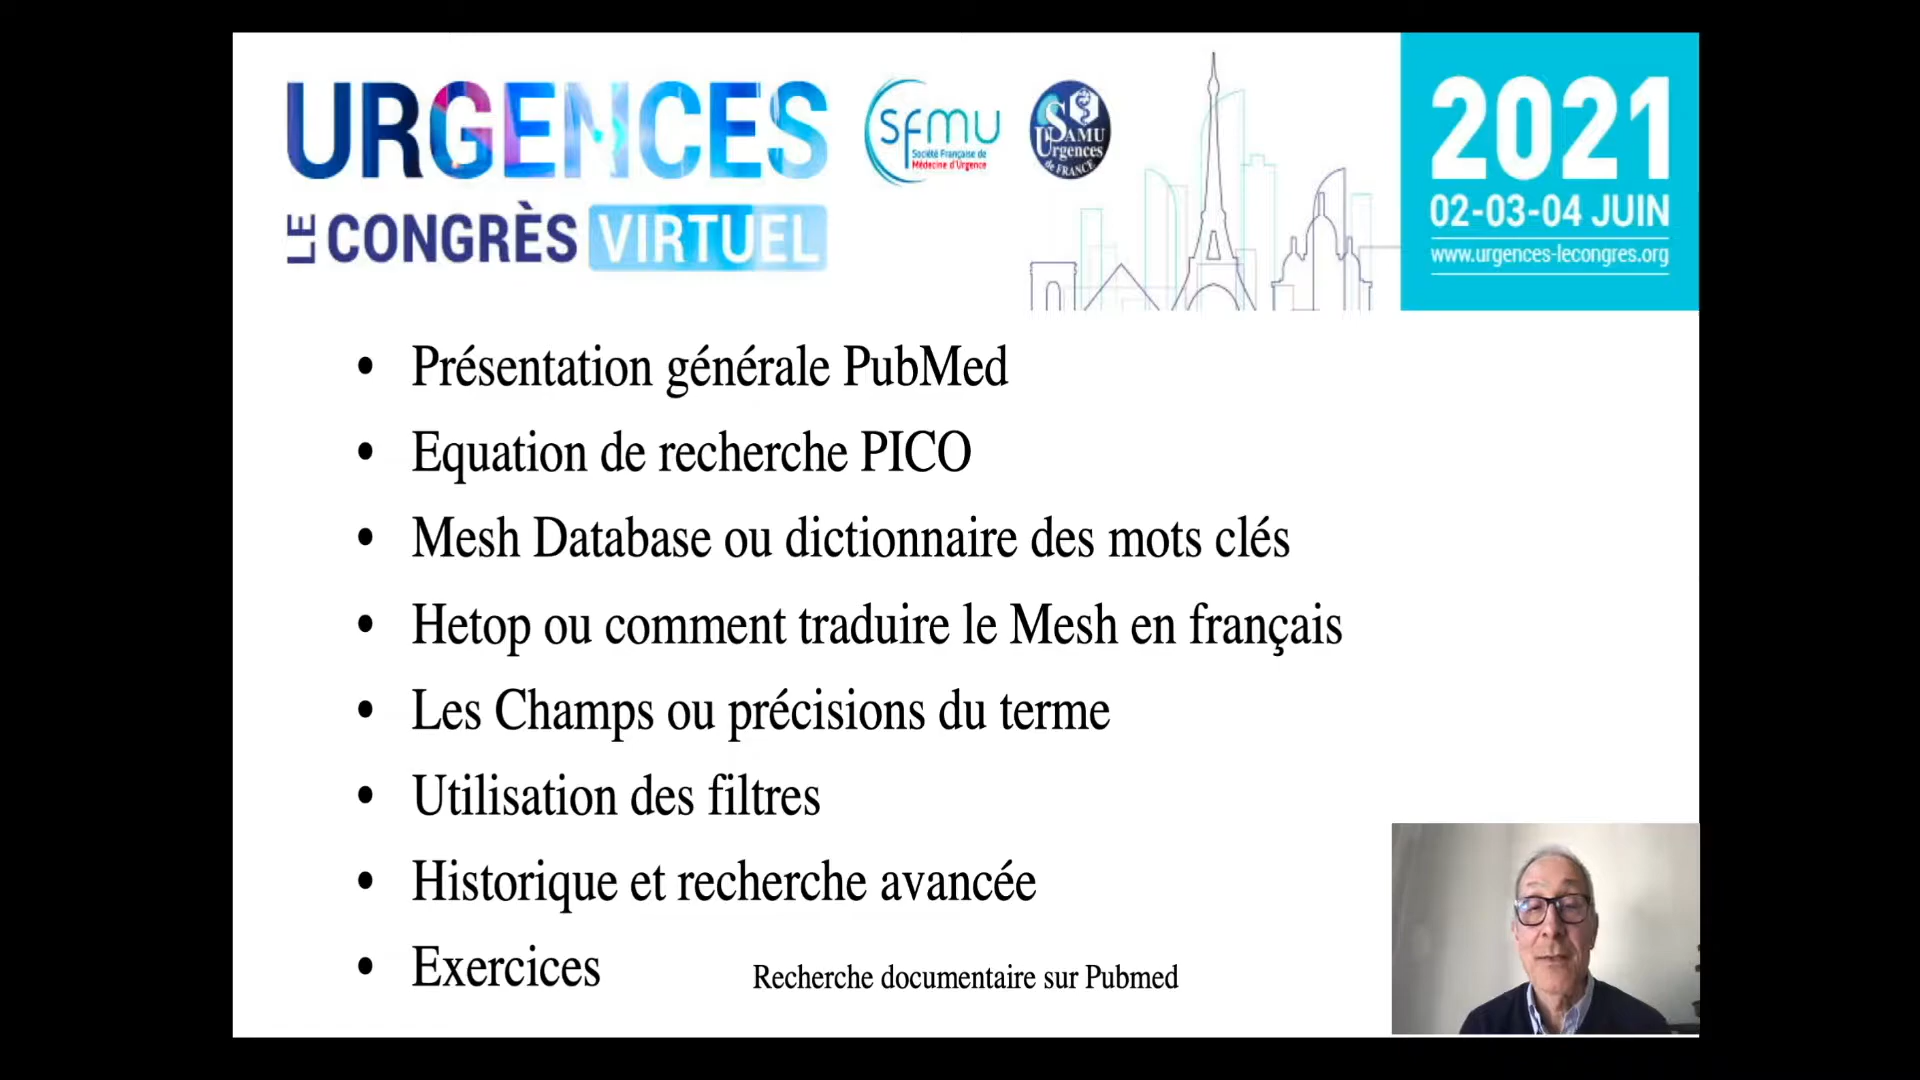 URGENCES
LE CONGRÈS VIRTUEL
sfmu
Société Française de
Médecine d'Urgence
SAMU
Urgences
de FRANCE
2021
02-03-04 JUIN
www.urgences-lecongres.org
• Présentation générale PubMed
• Equation de recherche PICO
• Mesh Database ou dictionnaire des mots clés
• Hetop ou comment traduire le Mesh en français
• Les Champs ou précisions du terme
• Utilisation des filtres
• Historique et recherche avancée
• Exercices
Recherche documentaire sur Pubmed